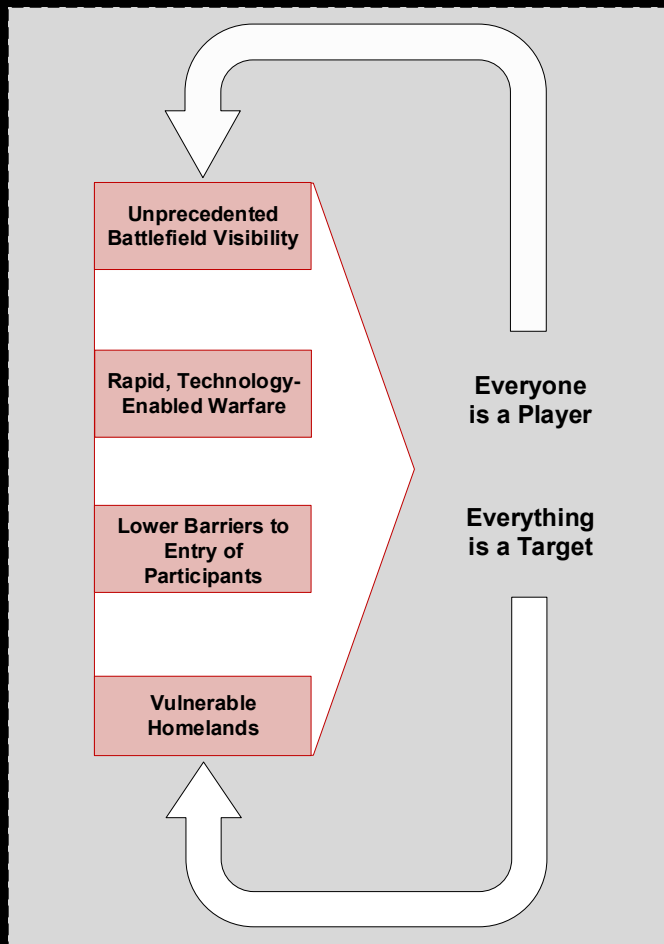 Unprecedented
Battlefield Visibility
Rapid, Technology-
Enabled Warfare
Lower Barriers to
Entry of
Participants
Vulnerable
Homelands
Everyone
is a Player
Everything
is a Target